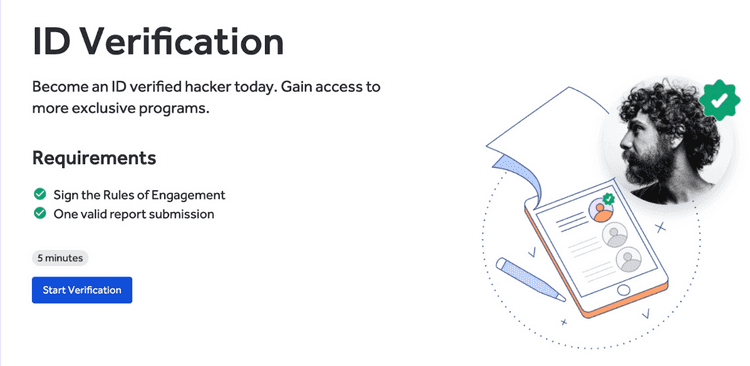 ID Verification
Become an ID verified hacker today. Gain access to
more exclusive programs.
Requirements
Sign the Rules of Engagement
One valid report submission
5 minutes
Start Verification